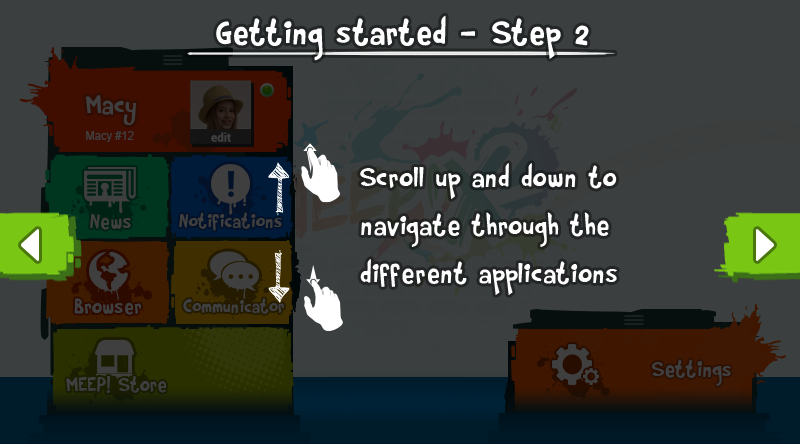 Getting started - Step 2
Macy
Macy #12
edit
News
Notifications
Browser
Communicator
MEEP! Store
Scroll up and down to
navigate through the
different applications
Settings